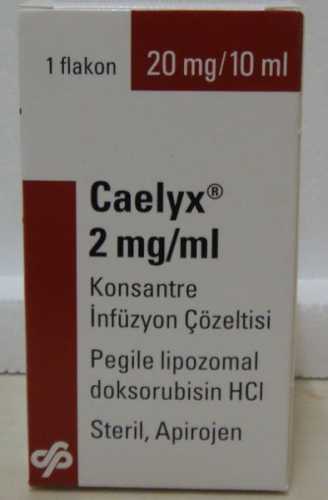 1 flakon 20 mg/10 ml
Caelyx®
2 mg/ml
Konsantre
İnfüzyon Çözeltisi
Pegile lipozomal
doksorubisin HCl
Steril, Apirojen